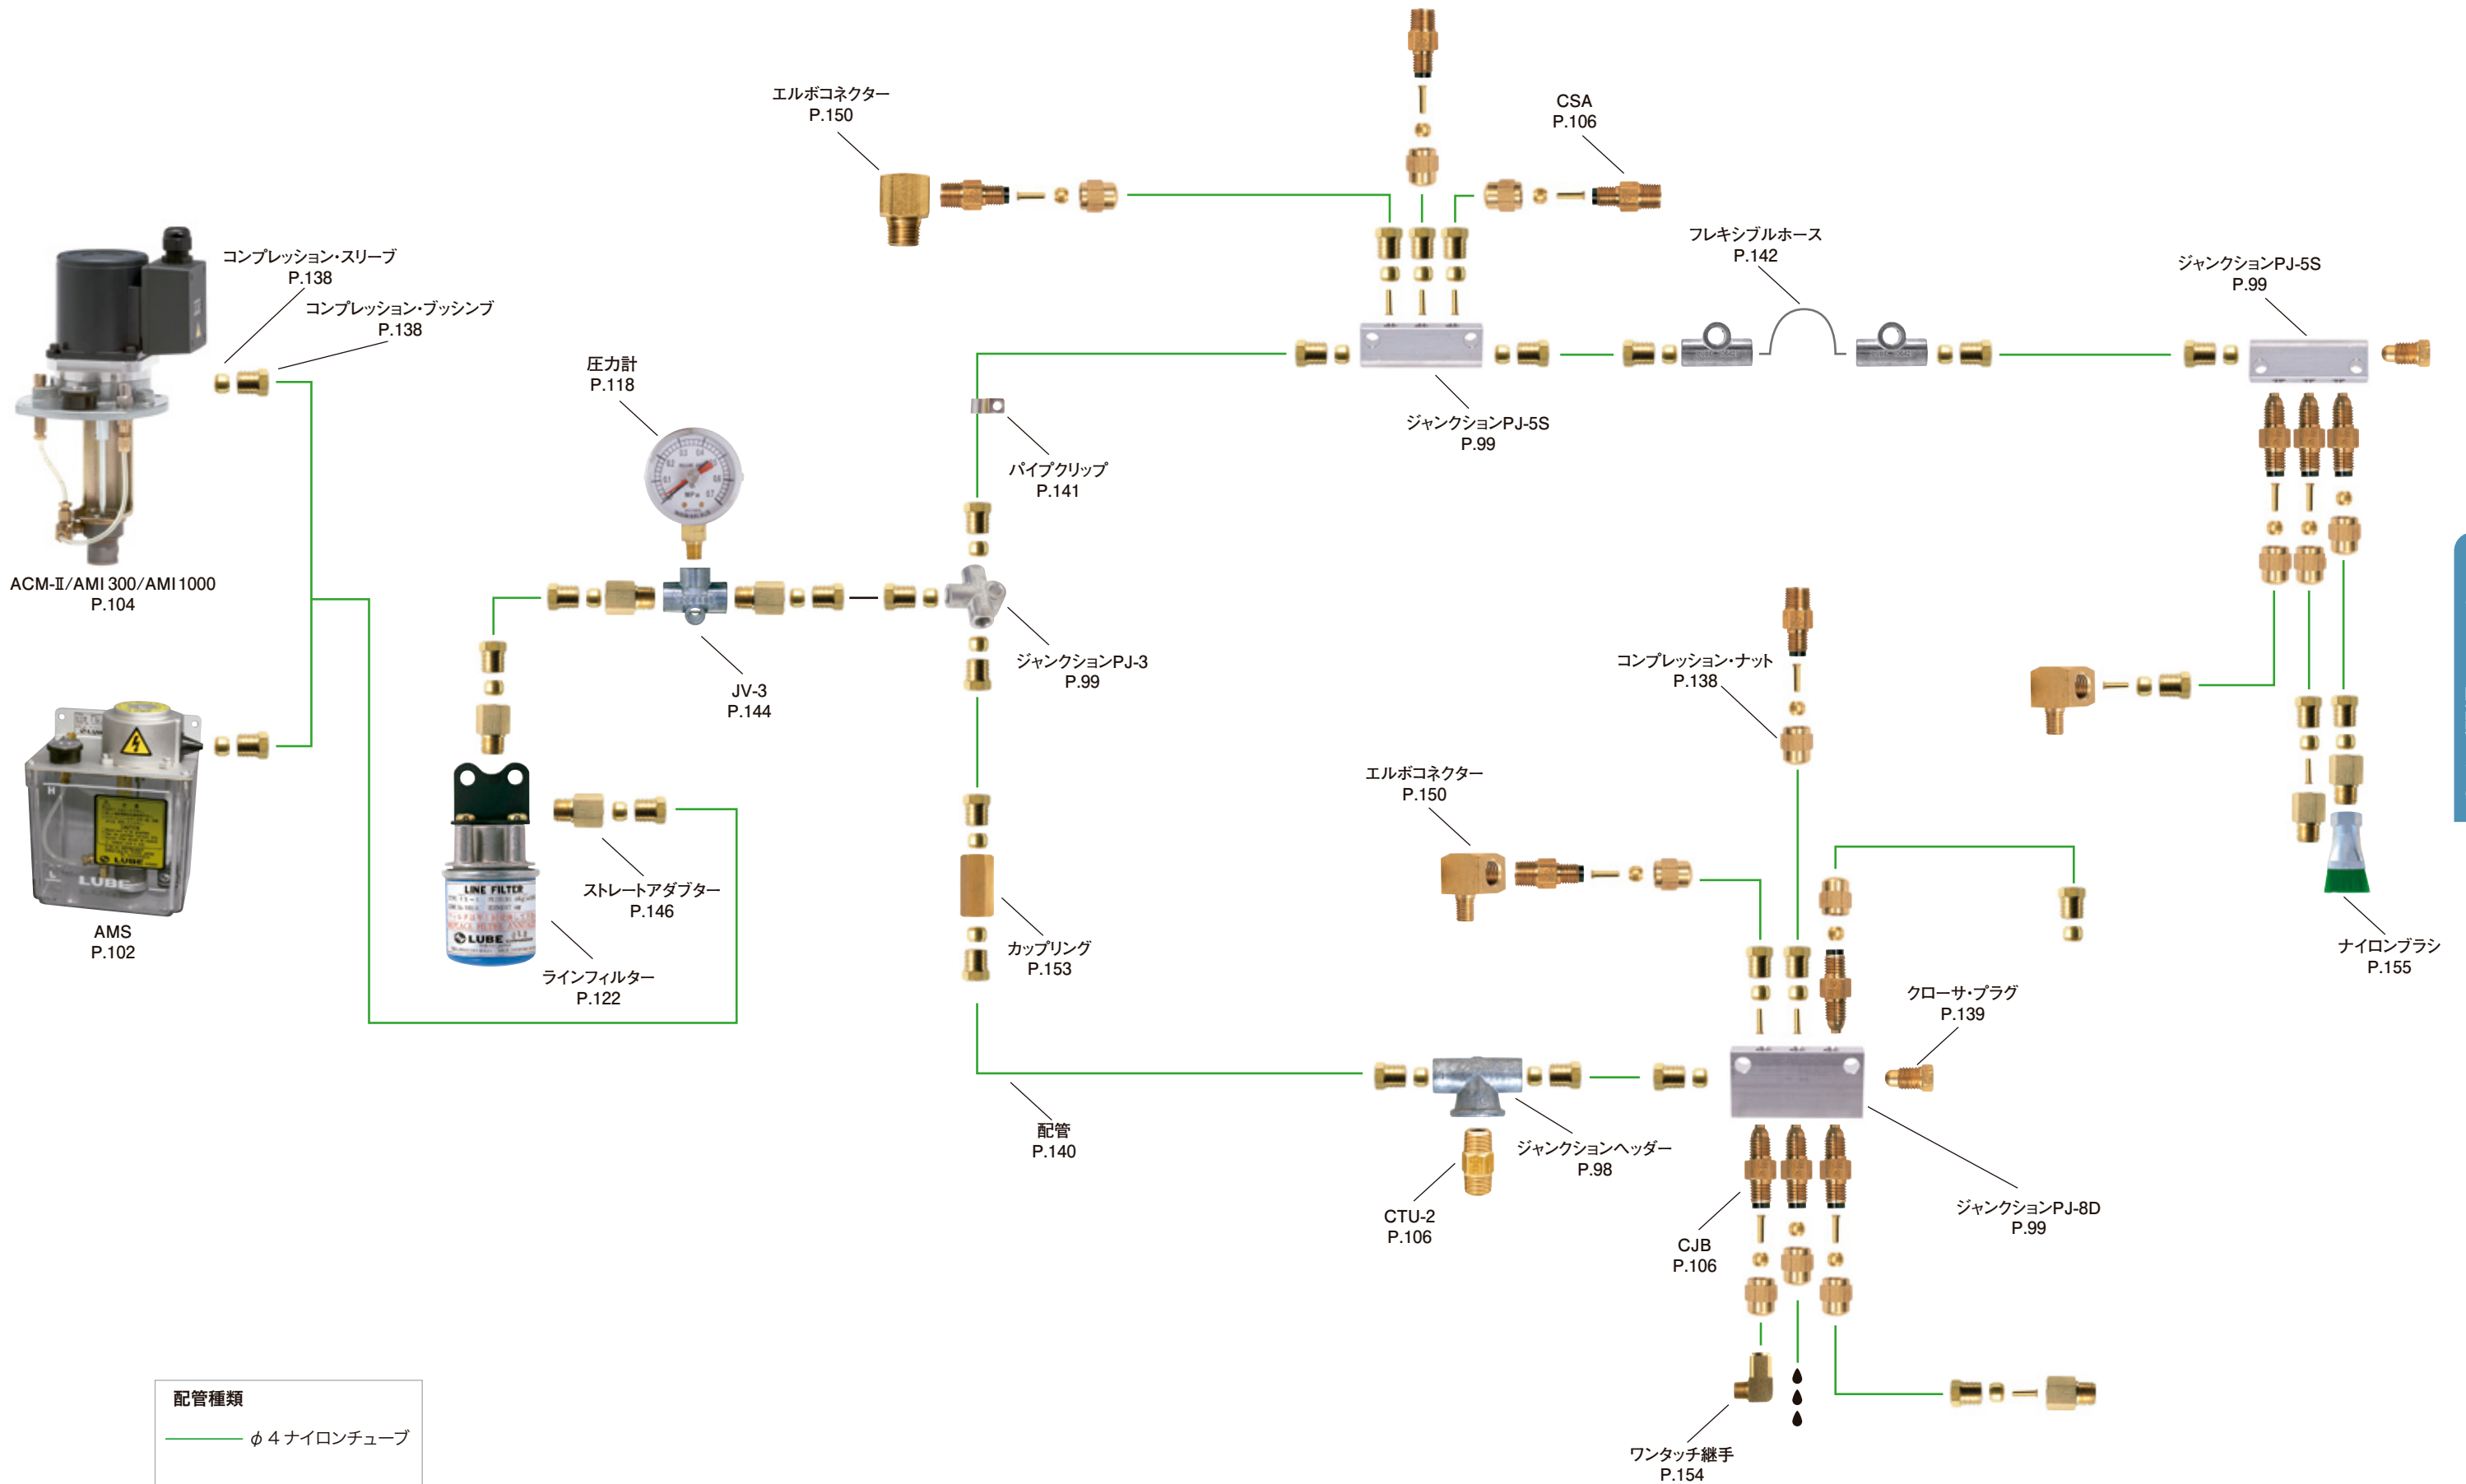 エルボコネクター
P.150
CSA
P.106
コンプレッション・スリーブ
P.138
コンプレッション・ブッシンブ
P.138
フレキシブルホース
P.142
ジャンクションPJ-5S
P.99
圧力計
P.118
ジャンクションPJ-5S
P.99
パイプクリップ
P.141
MPa
ACM-Ⅱ/AMI 300/AMI 1000
P.104
ジャンクションPJ-3
P.99
JV-3
P.144
コンプレッション・ナット
P.138
エルボコネクター
P.150
H
L
LUBE
LUBE
AMS
P.102
LINE FILTER
LUBE
ストレートアダブター
P.146
ラインフィルター
P.122
カップリング
P.153
ナイロンブラシ
P.155
クローサ・プラグ
P.139
配管
P.140
ジャンクションヘッダー
P.98
CTU-2
P.106
CJB
P.106
ジャンクションPJ-8D
P.99
ワンタッチ継手
P.154
配管種類
φ 4 ナイロンチューブ